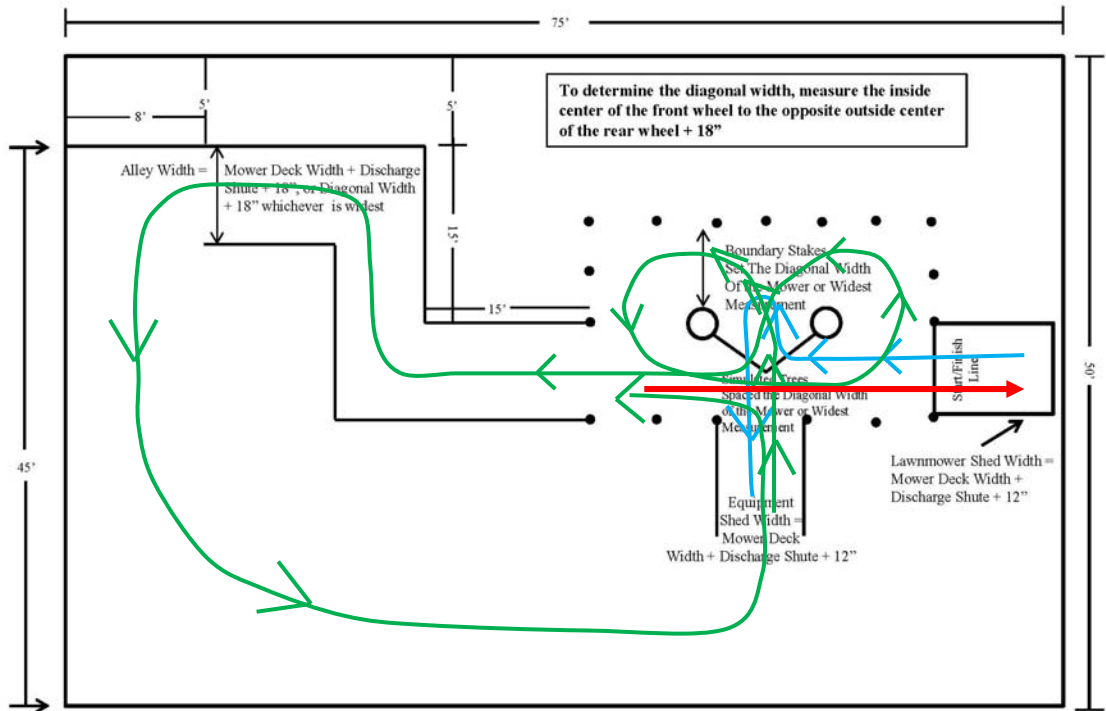 75'
To determine the diagonal width, measure the inside
center of the front wheel to the opposite outside
center of the rear wheel + 18"
5'
5'
8'
Alley Width =
Mower Deck Width + Discharge
Shute + 18", or Diagonal Width
+ 18" whichever is widest
15'
15'
Boundary Stakes
Set The Diagonal Width
Of the Mower or Widest
Measurement
Simulated Trees
Spaced the Diagonal Width
of the Mower or Widest
Measurement
Start/Finish
Line
50'
45'
Lawnmower Shed Width =
Mower Deck Width +
Discharge Shute + 12"
Equipment
Shed Width =
Mower Deck
Width + Discharge Shute + 12"